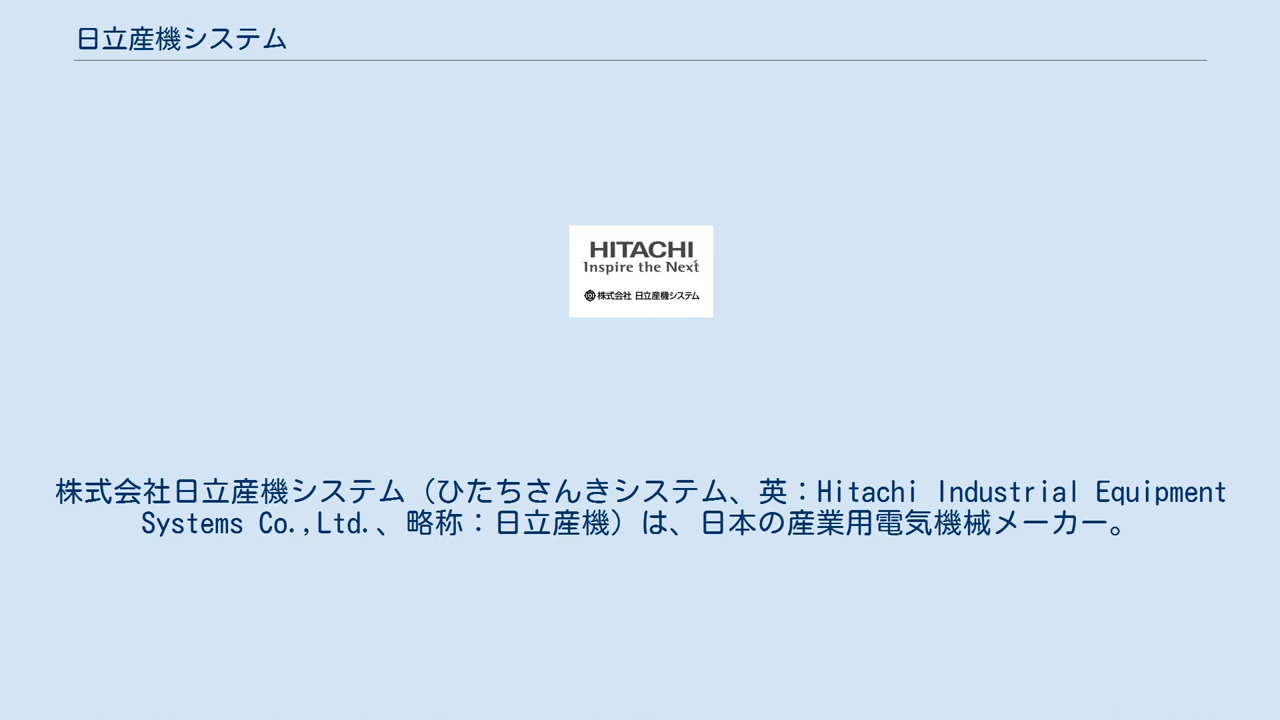 日立産機システム
HITACHI
Inspire the Next
株式会社 日立産機システム
株式会社日立産機システム（ひたちさんきシステム、英：Hitachi Industrial Equipment
Systems Co.,Ltd.、略称：日立産機）は、日本の産業用電気機械メーカー。